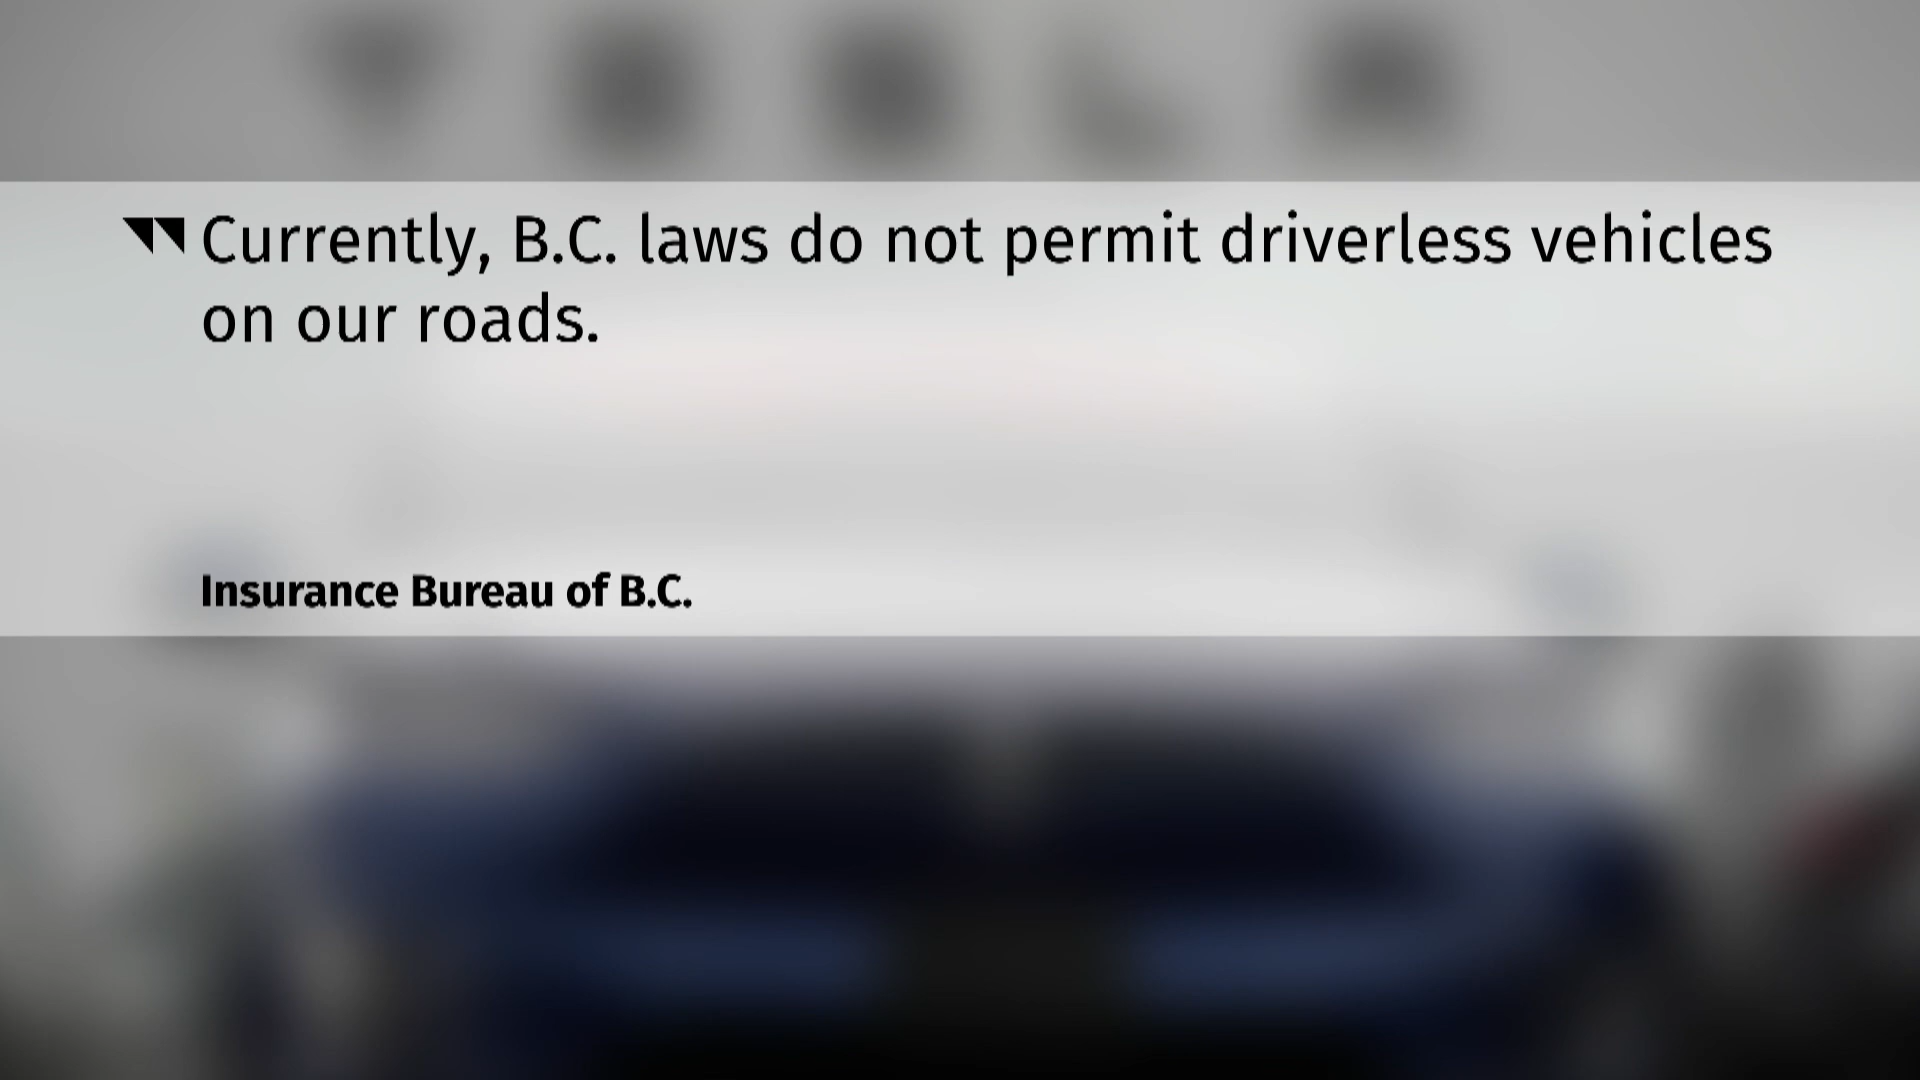 Currently, B.C. laws do not permit driverless vehicles
on our roads.
Insurance Bureau of B.C.